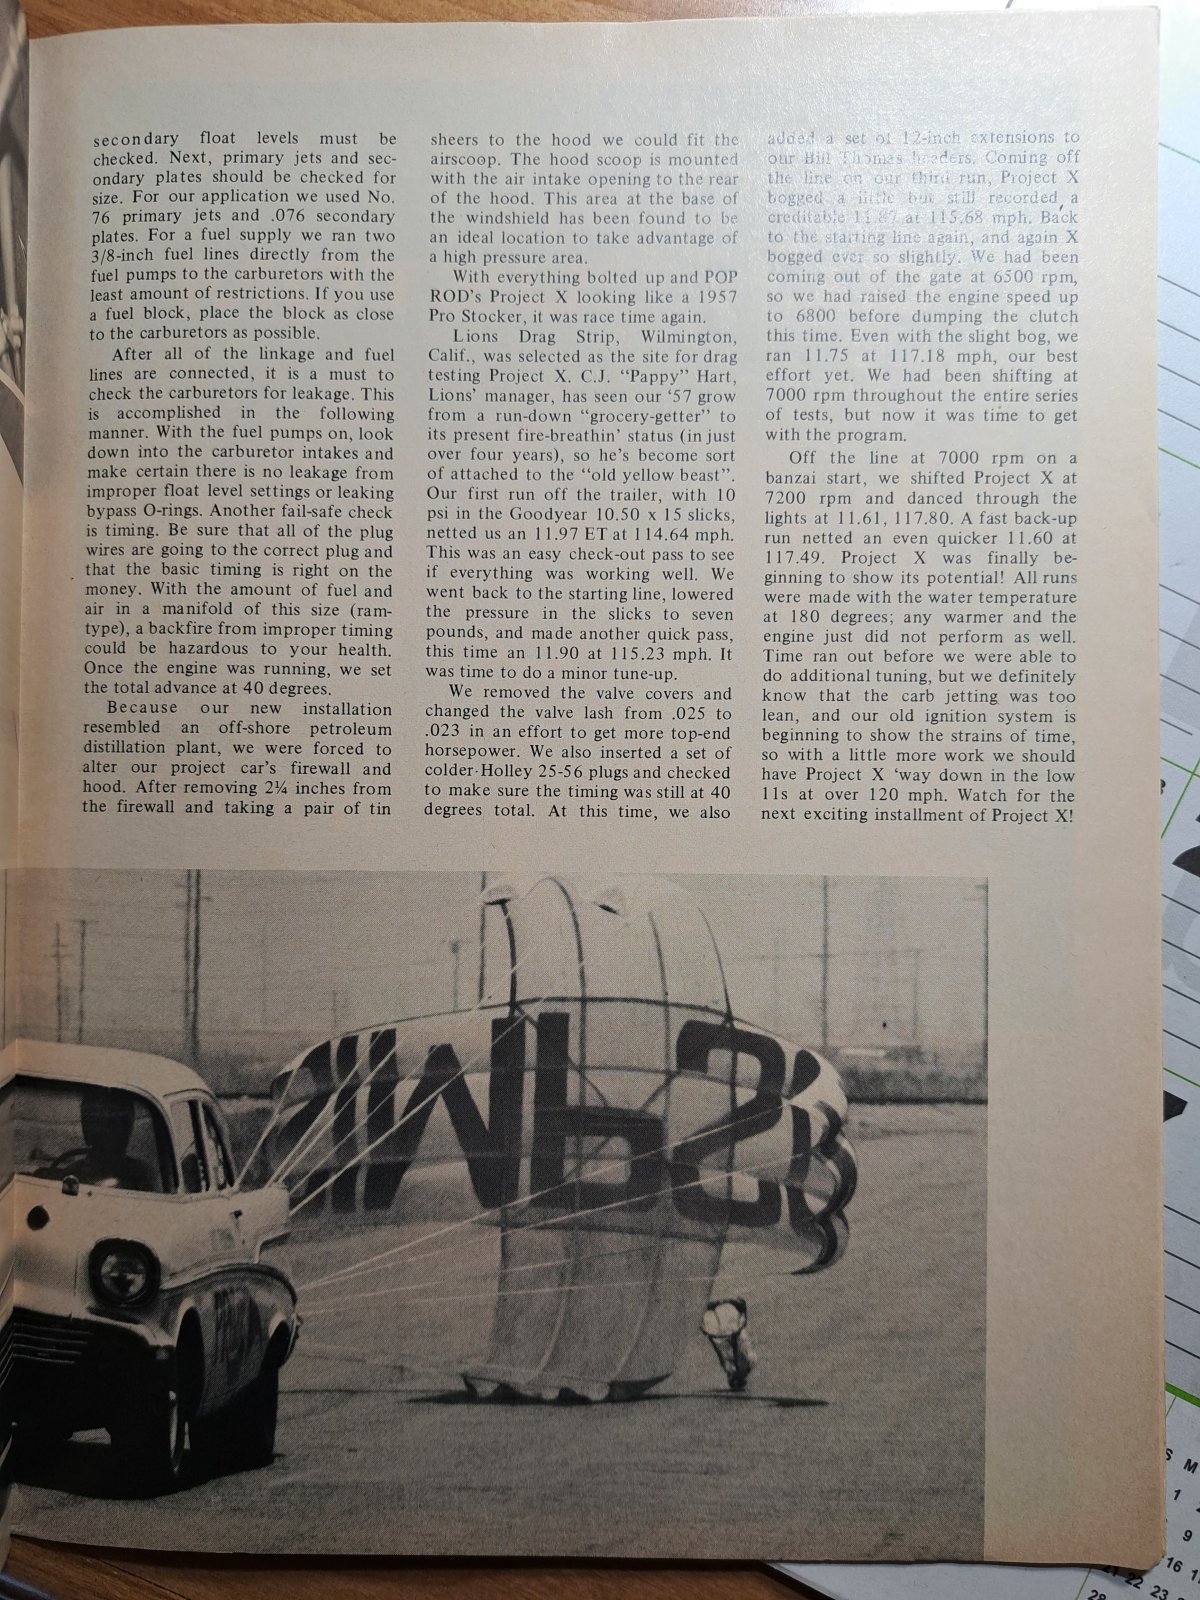 secondary float levels must be
checked. Next, primary jets and sec-
ondary plates should be checked for
size. For our application we used No.
76 primary jets and .076 secondary
plates. For a fuel supply we ran two
3/8-inch fuel lines directly from the
fuel pumps to the carburetors with the
least amount of restrictions. If you use
a fuel block, place the block as close
to the carburetors as possible.
After all of the linkage and fuel
lines are connected, it is a must to
check the carburetors for leakage. This
is accomplished in the following
manner. With the fuel pumps on, look
down into the carburetor intakes and
make certain there is no leakage from
improper float level settings or leaking
bypass O-rings. Another fail-safe check
is timing. Be sure that all of the plug
wires are going to the correct plug and
that the basic timing is right on the
money. With the amount of fuel and
air in a manifold of this size (ram-
type), a backfire from improper timing
could be hazardous to your health.
Once the engine was running, we set
the total advance at 40 degrees.
Because our new installation
resembled an off-shore petroleum
distillation plant, we were forced to
alter our project car's firewall and
hood. After removing 2¼ inches from
the firewall and taking a pair of tin
sheers to the hood we could fit the
airscoop. The hood scoop is mounted
with the air intake opening to the rear
of the hood. This area at the base of
the windshield has been found to be
an ideal location to take advantage of
a high pressure area.
With everything bolted up and POP
ROD's Project X looking like a 1957
Pro Stocker, it was race time again.
Lions Drag Strip, Wilmington,
Calif., was selected as the site for drag
testing Project X. C.J. "Pappy" Hart,
Lions' manager, has seen our '57 grow
from a run-down "grocery-getter" to
its present fire-breathin' status (in just
over four years), so he's become sort
of attached to the "old yellow beast".
Our first run off the trailer, with 10
psi in the Goodyear 10.50 x 15 slicks,
netted us an 11.97 ET at 114.64 mph.
This was an easy check-out pass to see
if everything was working well. We
went back to the starting line, lowered
the pressure in the slicks to seven
pounds, and made another quick pass,
this time an 11.90 at 115.23 mph. It
was time to do a minor tune-up.
We removed the valve covers and
changed the valve lash from .025 to
.023 in an effort to get more top-end
horsepower. We also inserted a set of
colder Holley 25-56 plugs and checked
to make sure the timing was still at 40
degrees total. At this time, we also
added a set of 12-inch extensions to
our Bill Thomas headers. Coming off
the line on our third run, Project X
bogged a little but still recorded a
creditable 11.87 at 115.68 mph. Back
to the starting line again, and again X
bogged ever so slightly. We had been
coming out of the gate at 6500 rpm,
so we had raised the engine speed up
to 6800 before dumping the clutch
this time. Even with the slight bog, we
ran 11.75 at 117.18 mph, our best
effort yet. We had been shifting at
7000 rpm throughout the entire series
of tests, but now it was time to get
with the program.
Off the line at 7000 rpm on a
banzai start, we shifted Project X at
7200 rpm and danced through the
lights at 11.61, 117.80. A fast back-up
run netted an even quicker 11.60 at
117.49. Project X was finally be-
ginning to show its potential! All runs
were made with the water temperature
at 180 degrees; any warmer and the
engine just did not perform as well.
Time ran out before we were able to
do additional tuning, but we definitely
know that the carb jetting was too
lean, and our old ignition system is
beginning to show the strains of time,
so with a little more work we should
have Project X 'way down in the low
11s at over 120 mph. Watch for the
next exciting installment of Project X!
S M
1
9
16
22 23
28